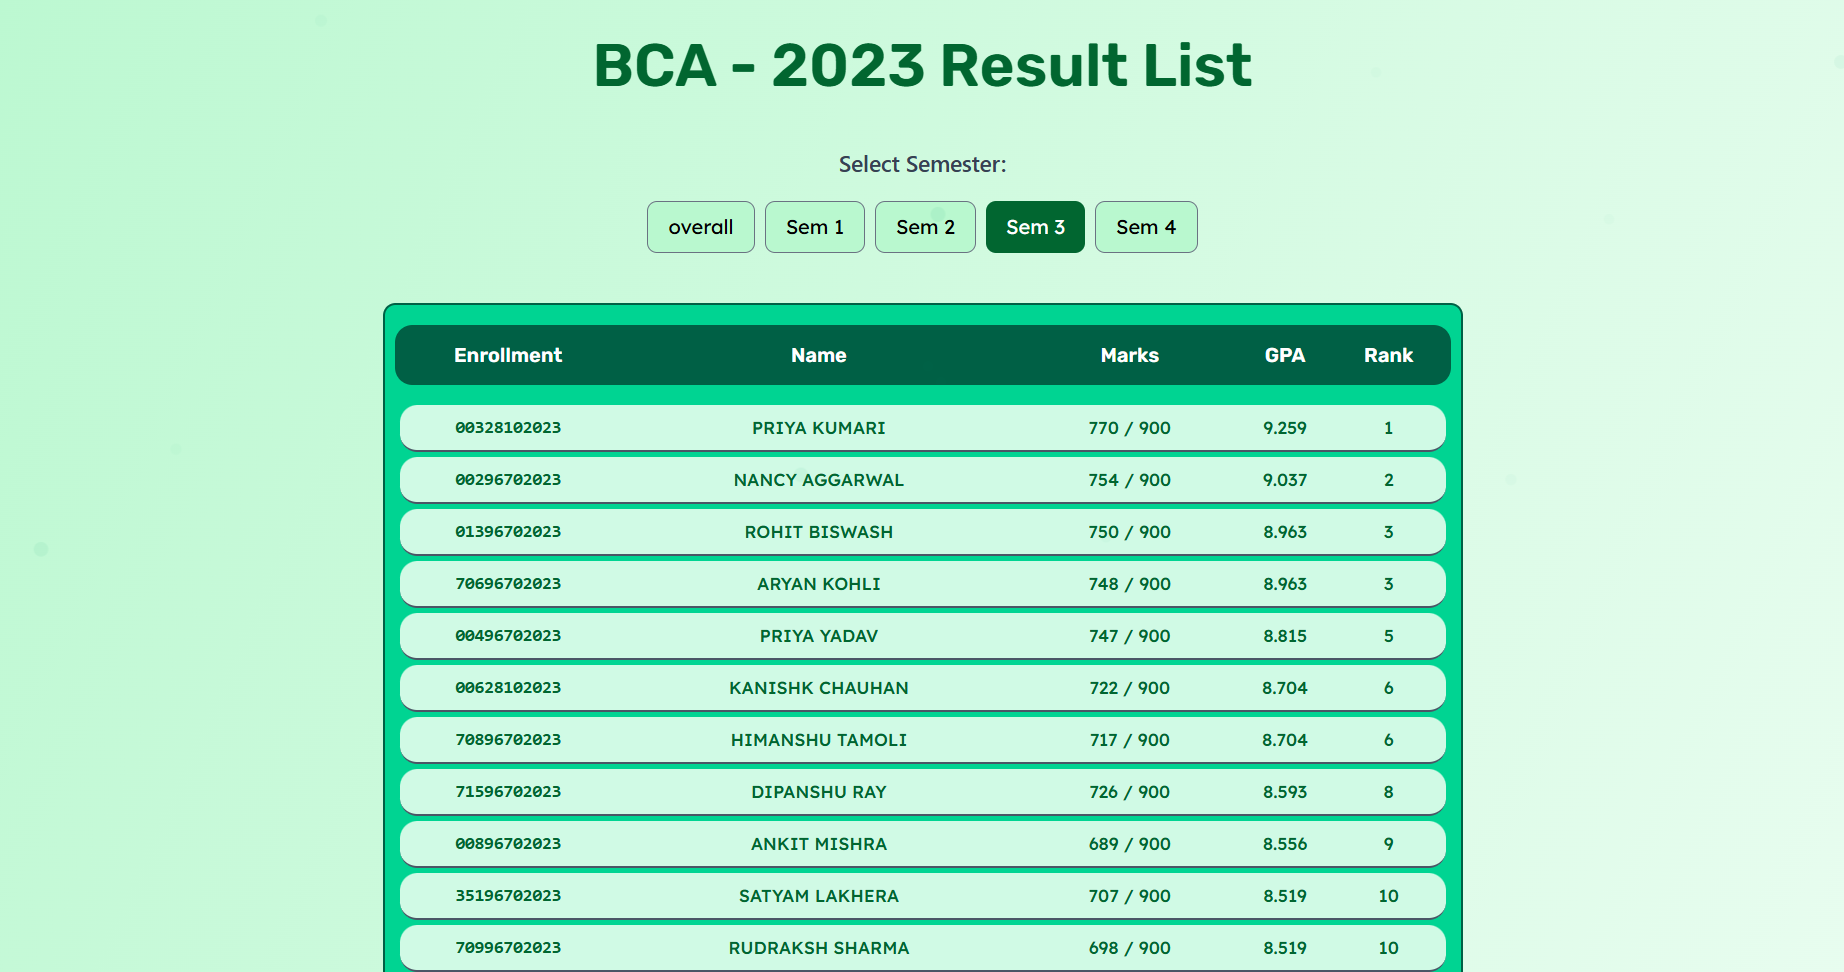 BCA - 2023 Result List
Select Semester:
overall Sem 1 Sem 2 Sem 3 Sem 4
Enrollment Name Marks GPA Rank
00328102023 PRIYA KUMARI 770 / 900 9.259 1
00296702023 NANCY AGGARWAL 754 / 900 9.037 2
01396702023 ROHIT BISWASH 750 / 900 8.963 3
70696702023 ARYAN KOHLI 748 / 900 8.963 3
00496702023 PRIYA YADAV 747 / 900 8.815 5
00628102023 KANISHK CHAUHAN 722 / 900 8.704 6
70896702023 HIMANSHU TAMOLI 717 / 900 8.704 6
71596702023 DIPANSHU RAY 726 / 900 8.593 8
00896702023 ANKIT MISHRA 689 / 900 8.556 9
35196702023 SATYAM LAKHERA 707 / 900 8.519 10
70996702023 RUDRAKSH SHARMA 698 / 900 8.519 10